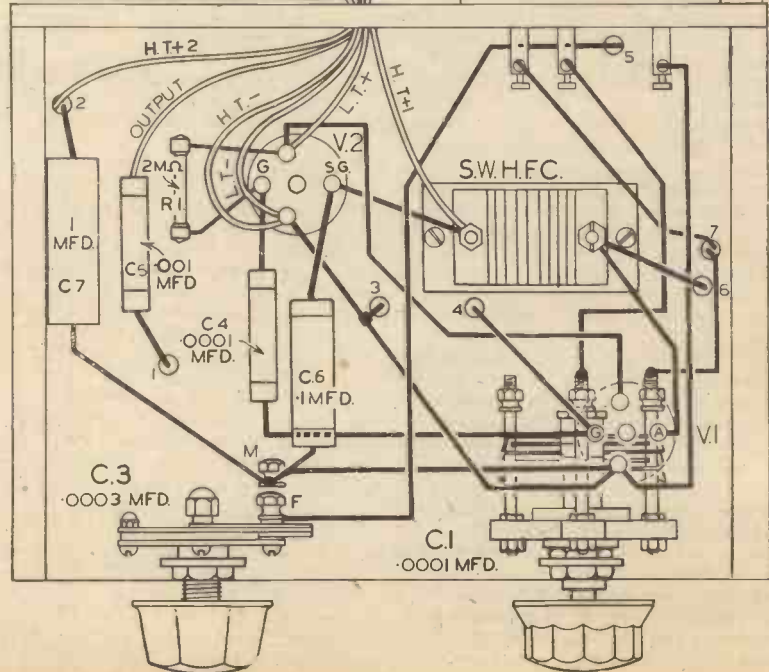 H.T.+2
OUTPUT
H.T.-
L.T.-
L.T.+
H.T.+1
5
2
V.2
2MΩ
R1.
G
S.G.
S.W.H.F.C.
1
MFD.
C7
C5
.001
MFD
7
6
3
4
C4
.0001
MFD.
C.6
.1MFD.
1
G
A
V.1
M
F
C.3
.0003 MFD.
C.1
.0001 MFD.